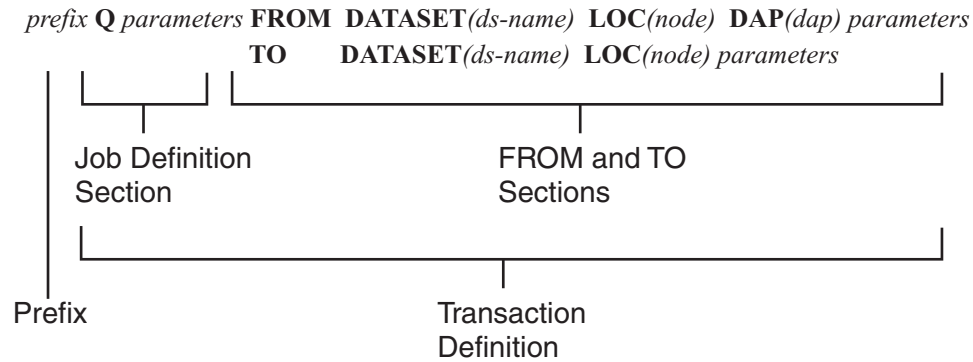 prefix Q parameters FROM DATASET(ds-name) LOC(node) DAP(dap) parameters
TO DATASET(ds-name) LOC(node) parameters
Job Definition
Section
FROM and TO
Sections
Prefix
Transaction
Definition